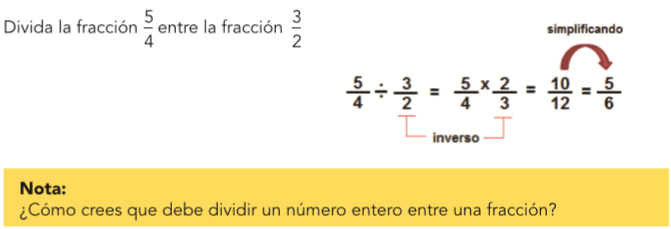 Divida la fracción 5/4 entre la fracción 3/2
simplificando
5/4 ÷ 3/2 = 5/4 x 2/3 = 10/12 = 5/6
inverso
Nota:
¿Cómo crees que debe dividir un número entero entre una fracción?